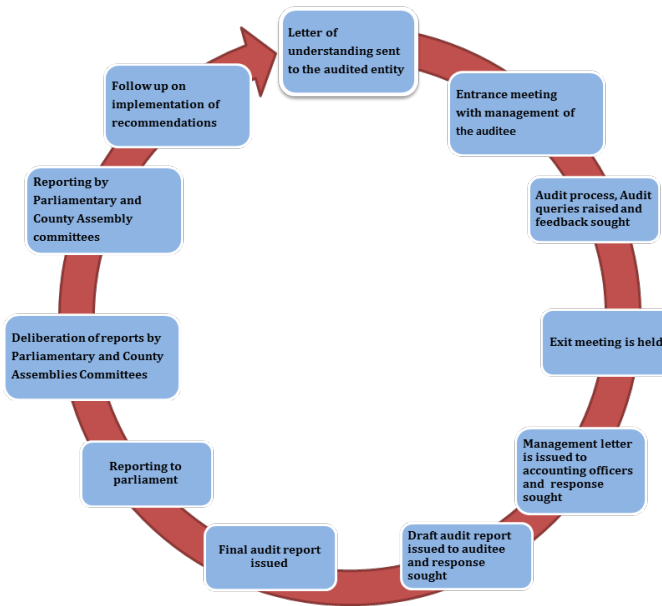 Letter of
understanding sent
to the audited entity
Entrance meeting
with management of
the auditee
Audit process, Audit
queries raised and
feedback sought
Exit meeting is held
Management letter
is issued to
accounting officers
and response
sought
Draft audit report
issued to auditee
and response
sought
Final audit report
issued
Reporting to
parliament
Deliberation of reports by
Parliamentary and County
Assemblies Committees
Reporting by
Parliamentary and
County Assembly
committees
Follow up on
implementation of
recommendations